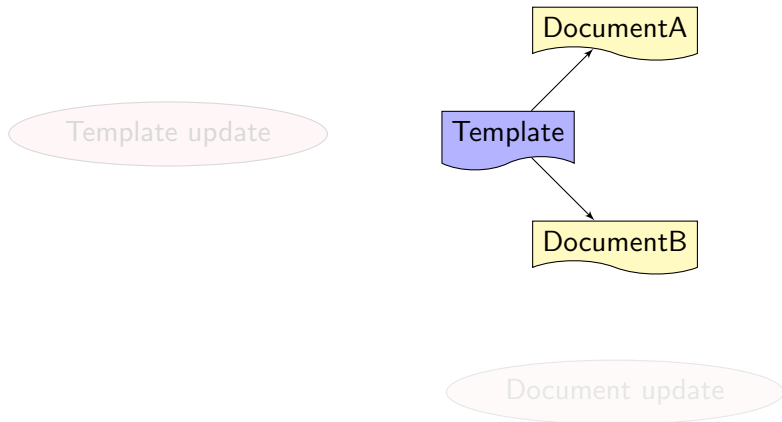 DocumentA
Template update
Template
DocumentB
Document update